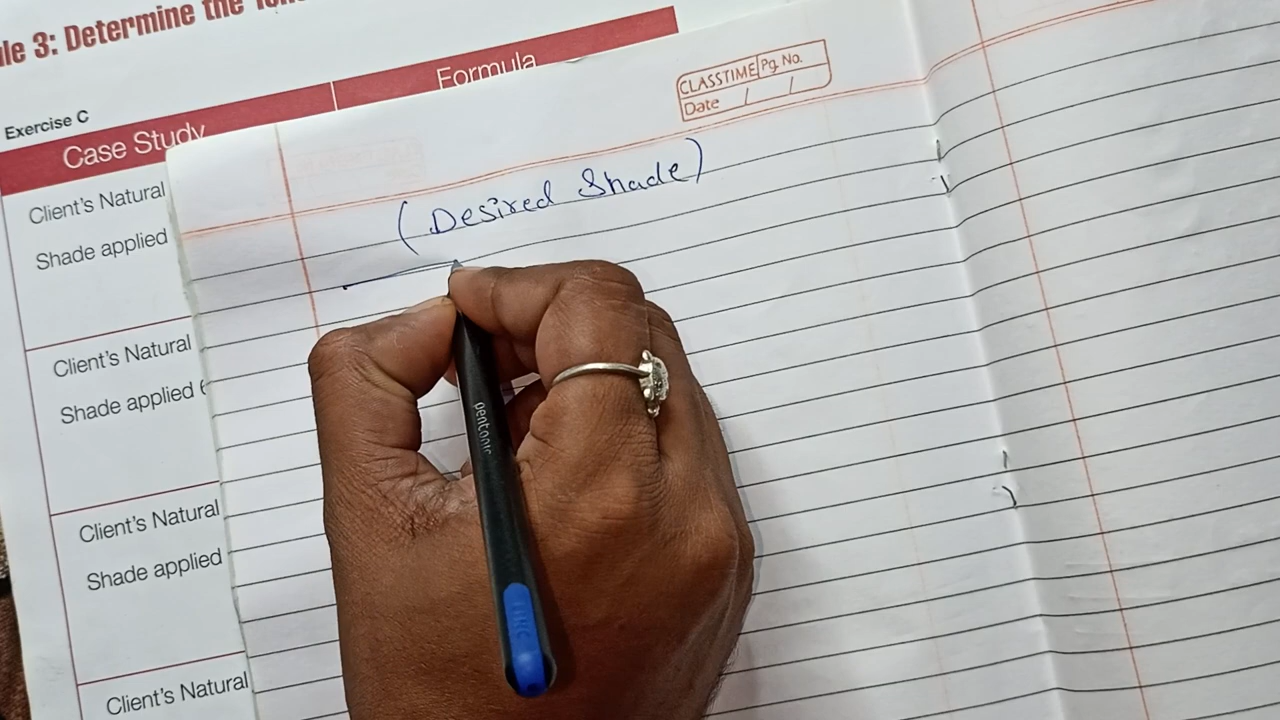 le 3: Determine the
Exercise C
Case Study
Formula
Client's Natural
Shade applied
Client's Natural
Shade applied
Client's Natural
Shade applied
Client's Natural
CLASSTIME Pg. No.
Date / /
(Desired Shade)
pentonic
LINC